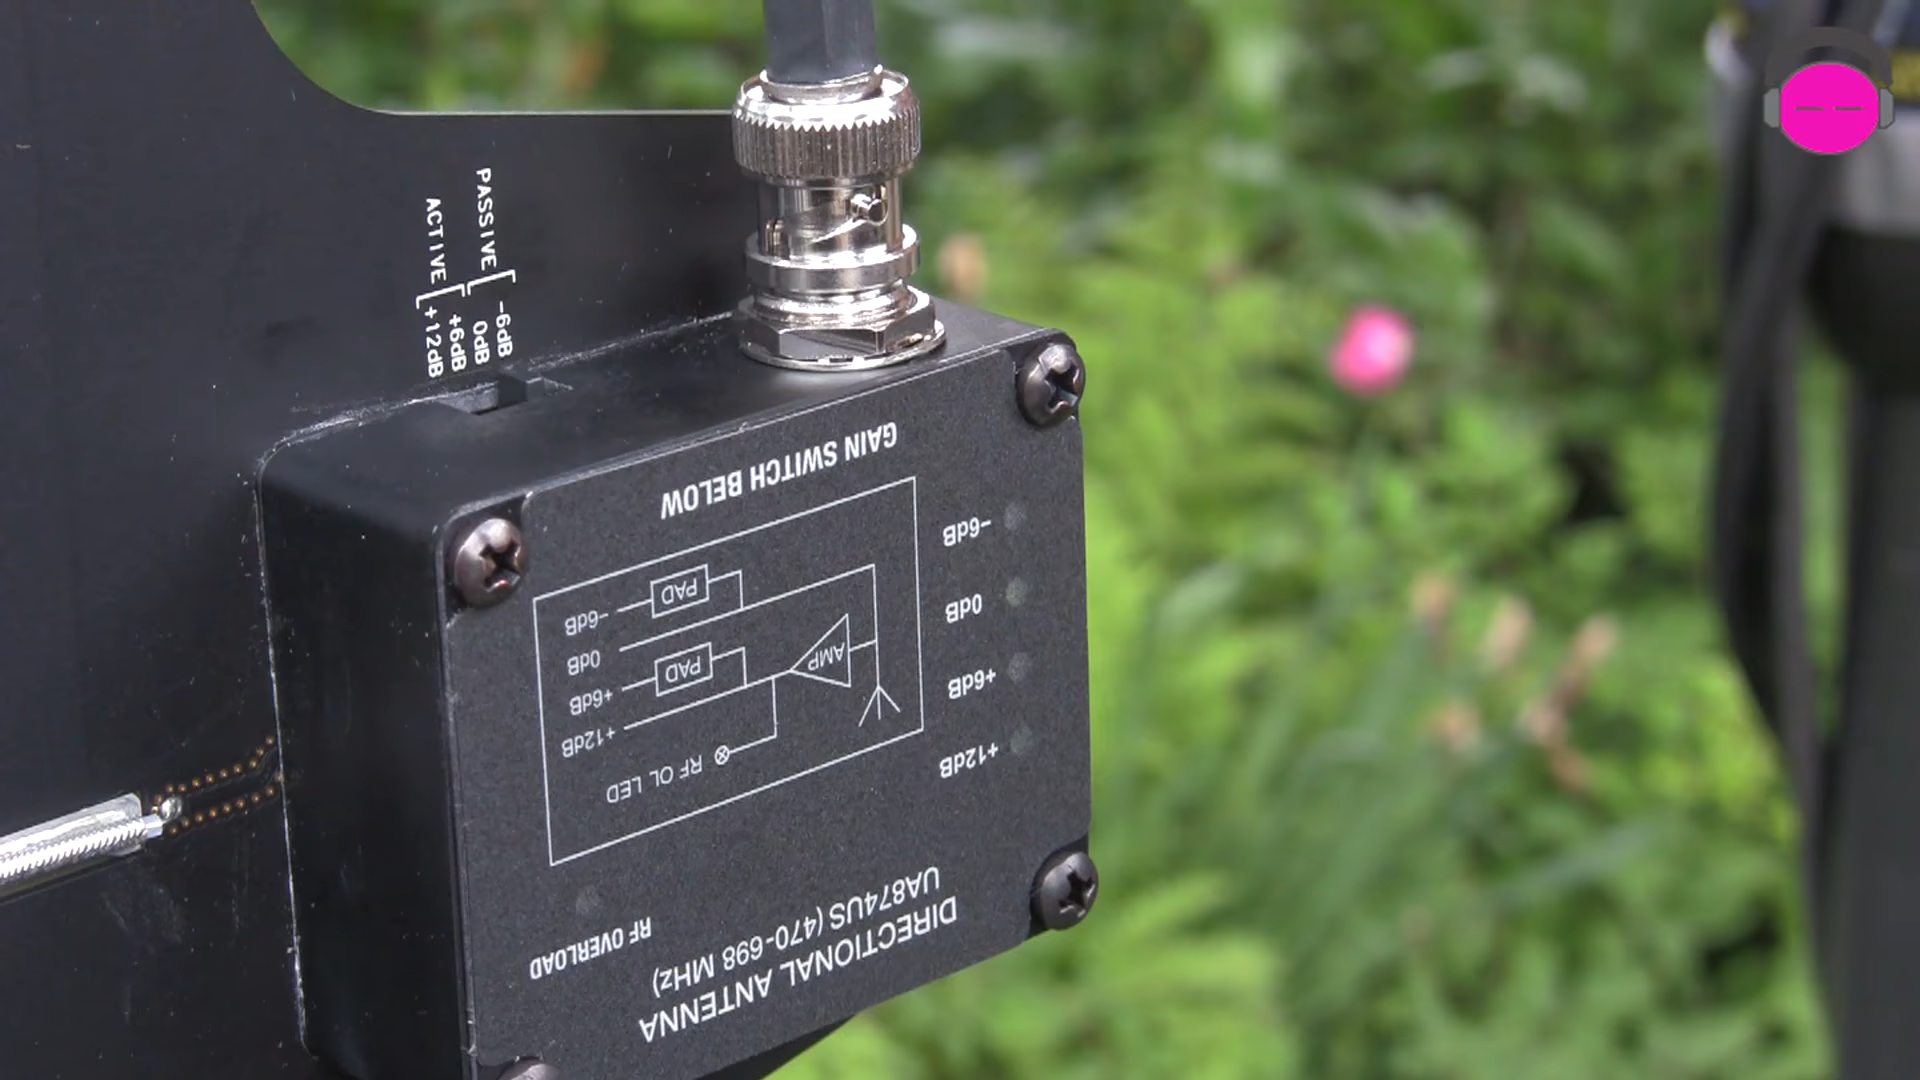 PASSIVE
-6dB
0dB
ACTIVE
+6dB
+12dB
DIRECTIONAL ANTENNA
UA874US (470-698 MHz)
RF OVERLOAD
RF OL LED
+12dB
+6dB
PAD
0dB
-6dB
PAD
AMP
+12dB
+6dB
0dB
-6dB
GAIN SWITCH BELOW